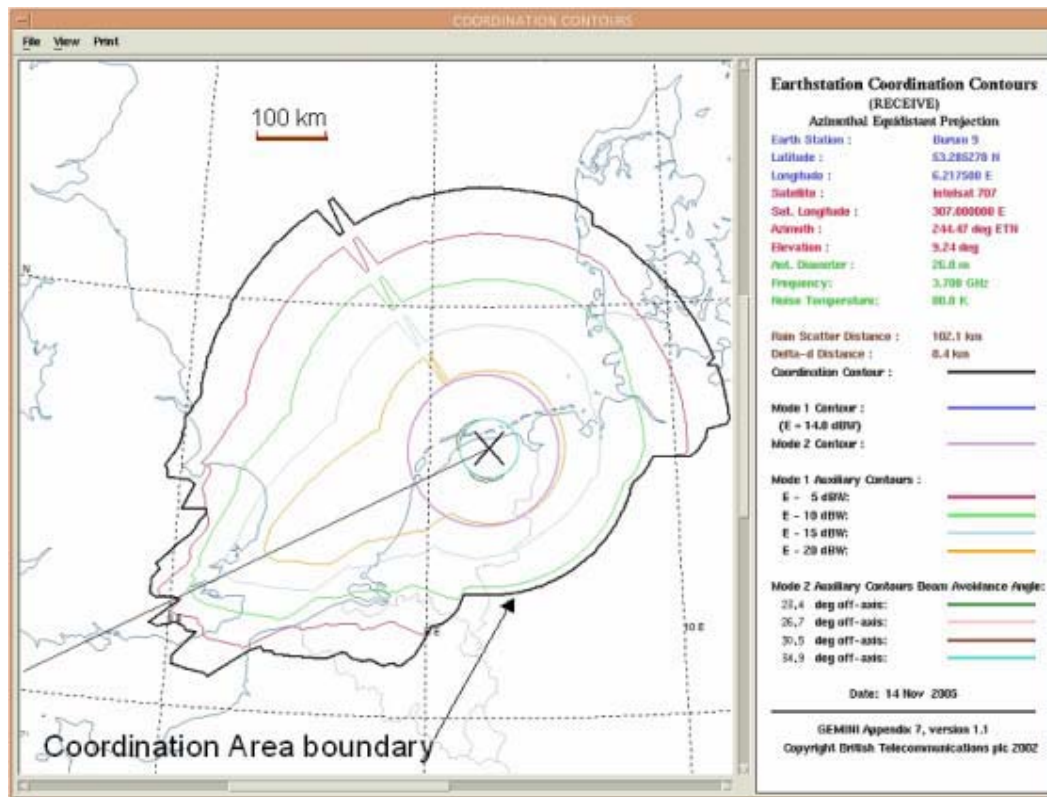 COORDINATION CONTOURS
File View Print
100 km
N
E
10 E
Coordination Area boundary
Earthstation Coordination Contours
(RECEIVE)
Azimuthal Equidistant Projection
Earth Station :
Latitude : 53.285278 N
Longitude : 6.217500 E
Satellite : Intelsat 707
Sat. Longitude : 307.000000 E
Azimuth : 244.47 deg ETN
Elevation : 9.24 deg
Ant. Diameter : 26.0 m
Frequency: 3.700 GHz
Noise Temperature: 80.0 K
Rain Scatter Distance : 102.1 km
Delta-d Distance : 8.4 km
Coordination Contour :
Mode 1 Contour :
(E = 14.0 dBW)
Mode 2 Contour :
Mode 1 Auxiliary Contours :
E - 5 dBW:
E - 10 dBW:
E - 15 dBW:
E - 20 dBW:
Mode 2 Auxiliary Contours Beam Avoidance Angle:
23.4 deg off-axis:
26.7 deg off-axis:
30.5 deg off-axis:
34.9 deg off-axis:
Date: 14 Nov 2005
GEMINI Appendix 7, version 1.1
Copyright British Telecommunications plc 2002